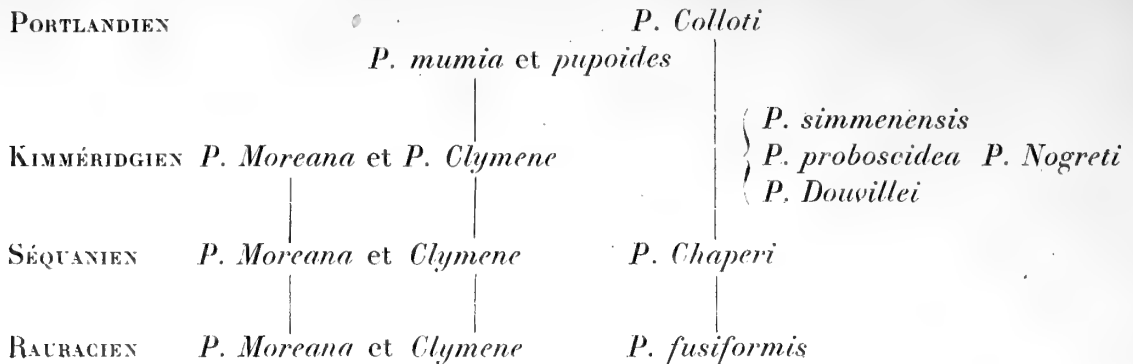 PORTLANDIEN P. Colloti
P. mumia et pupoides
P. simmenensis
KIMMÉRIDGIEN P. Moreana et P. Clymene P. proboscidea P. Nogreti
P. Douvillei
SÉQUANIEN P. Moreana et Clymene P. Chaperi
RAURACIEN P. Moreana et Clymene P. fusiformis